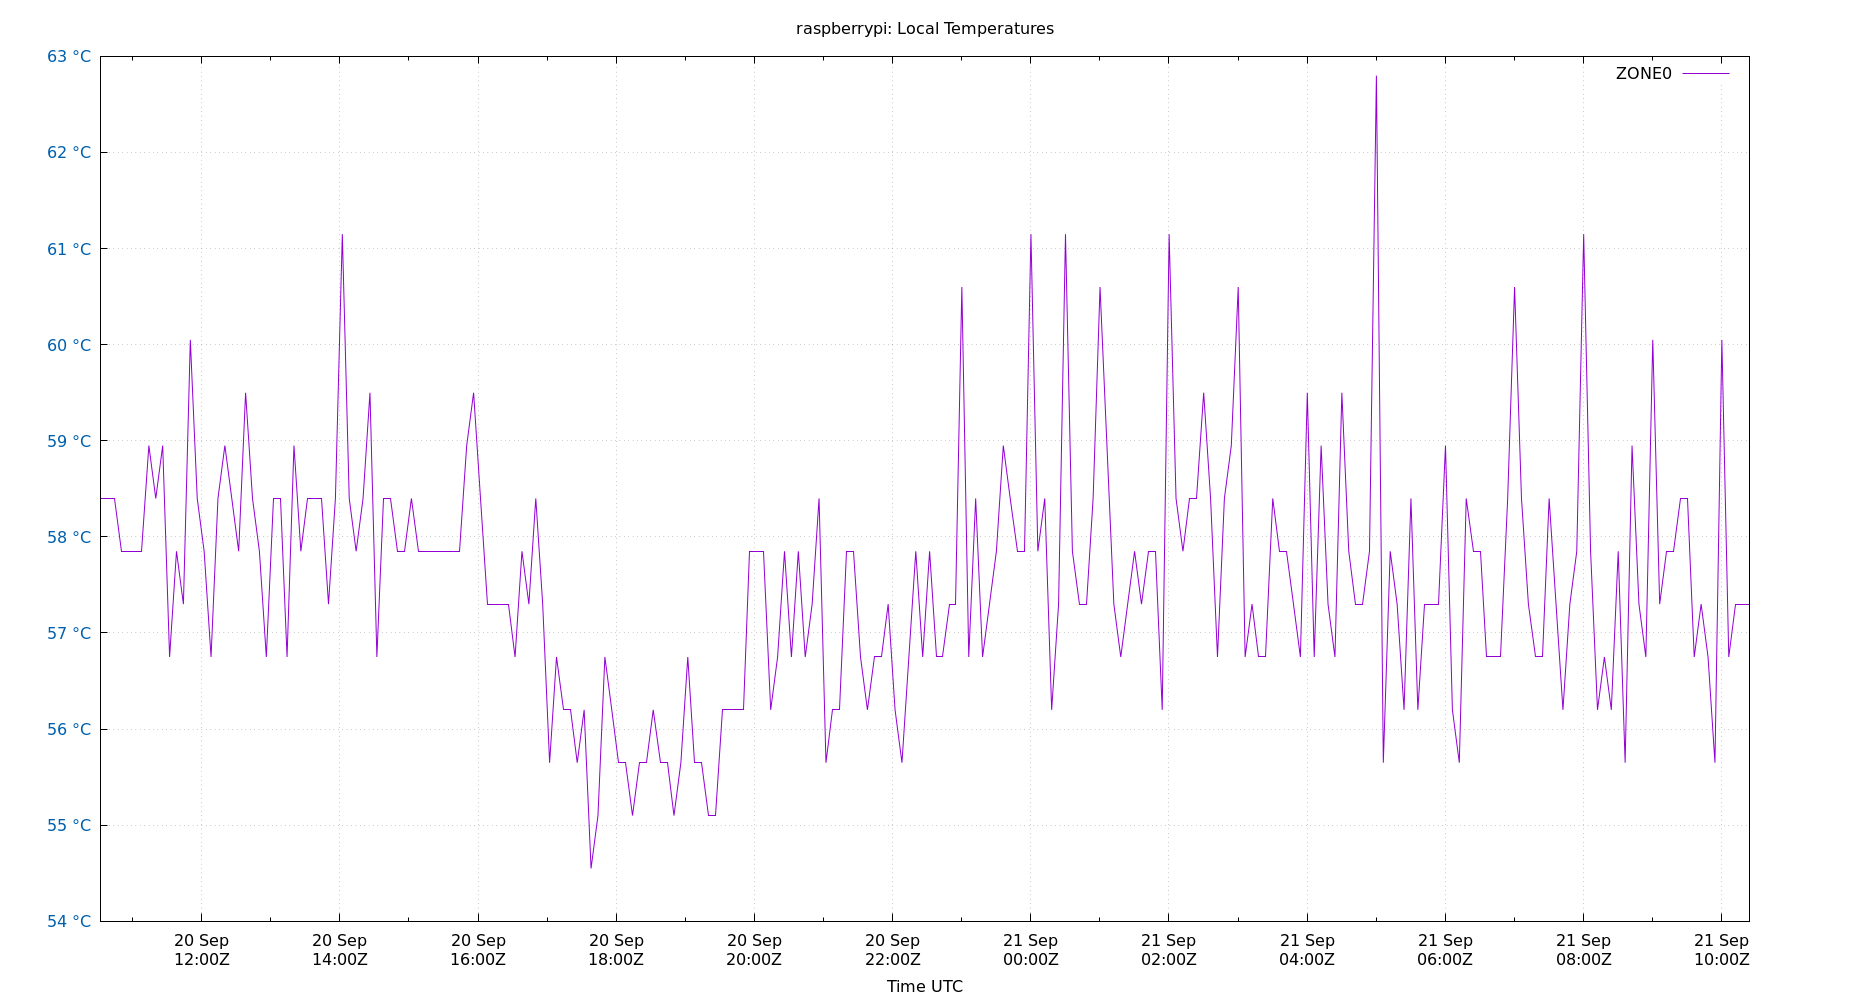 raspberrypi: Local Temperatures
63 °C
ZONE0
62 °C
61 °C
60 °C
59 °C
58 °C
57 °C
56 °C
55 °C
54 °C
20 Sep 20 Sep 20 Sep 20 Sep 20 Sep 20 Sep 21 Sep 21 Sep 21 Sep 21 Sep 21 Sep 21 Sep
12:00Z 14:00Z 16:00Z 18:00Z 20:00Z 22:00Z 00:00Z 02:00Z 04:00Z 06:00Z 08:00Z 10:00Z
Time UTC